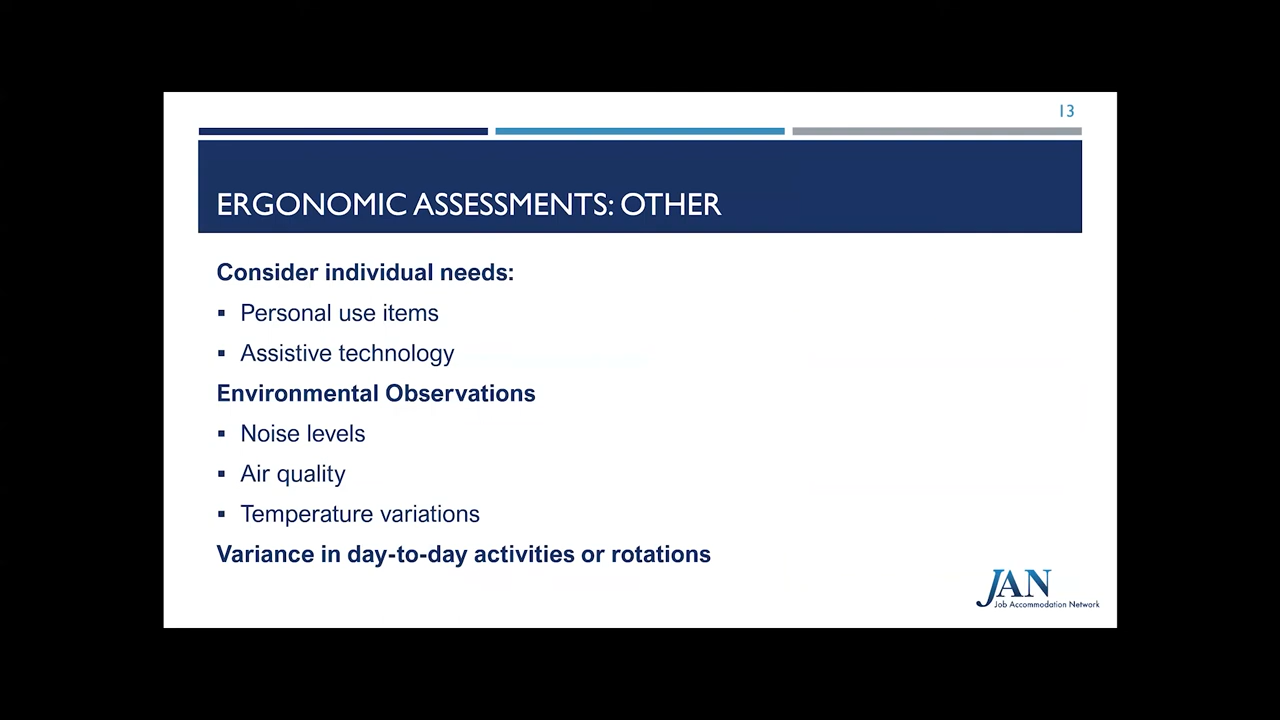 13
ERGONOMIC ASSESSMENTS: OTHER
Consider individual needs:
▪ Personal use items
▪ Assistive technology
Environmental Observations
▪ Noise levels
▪ Air quality
▪ Temperature variations
Variance in day-to-day activities or rotations
JAN
Job Accommodation Network